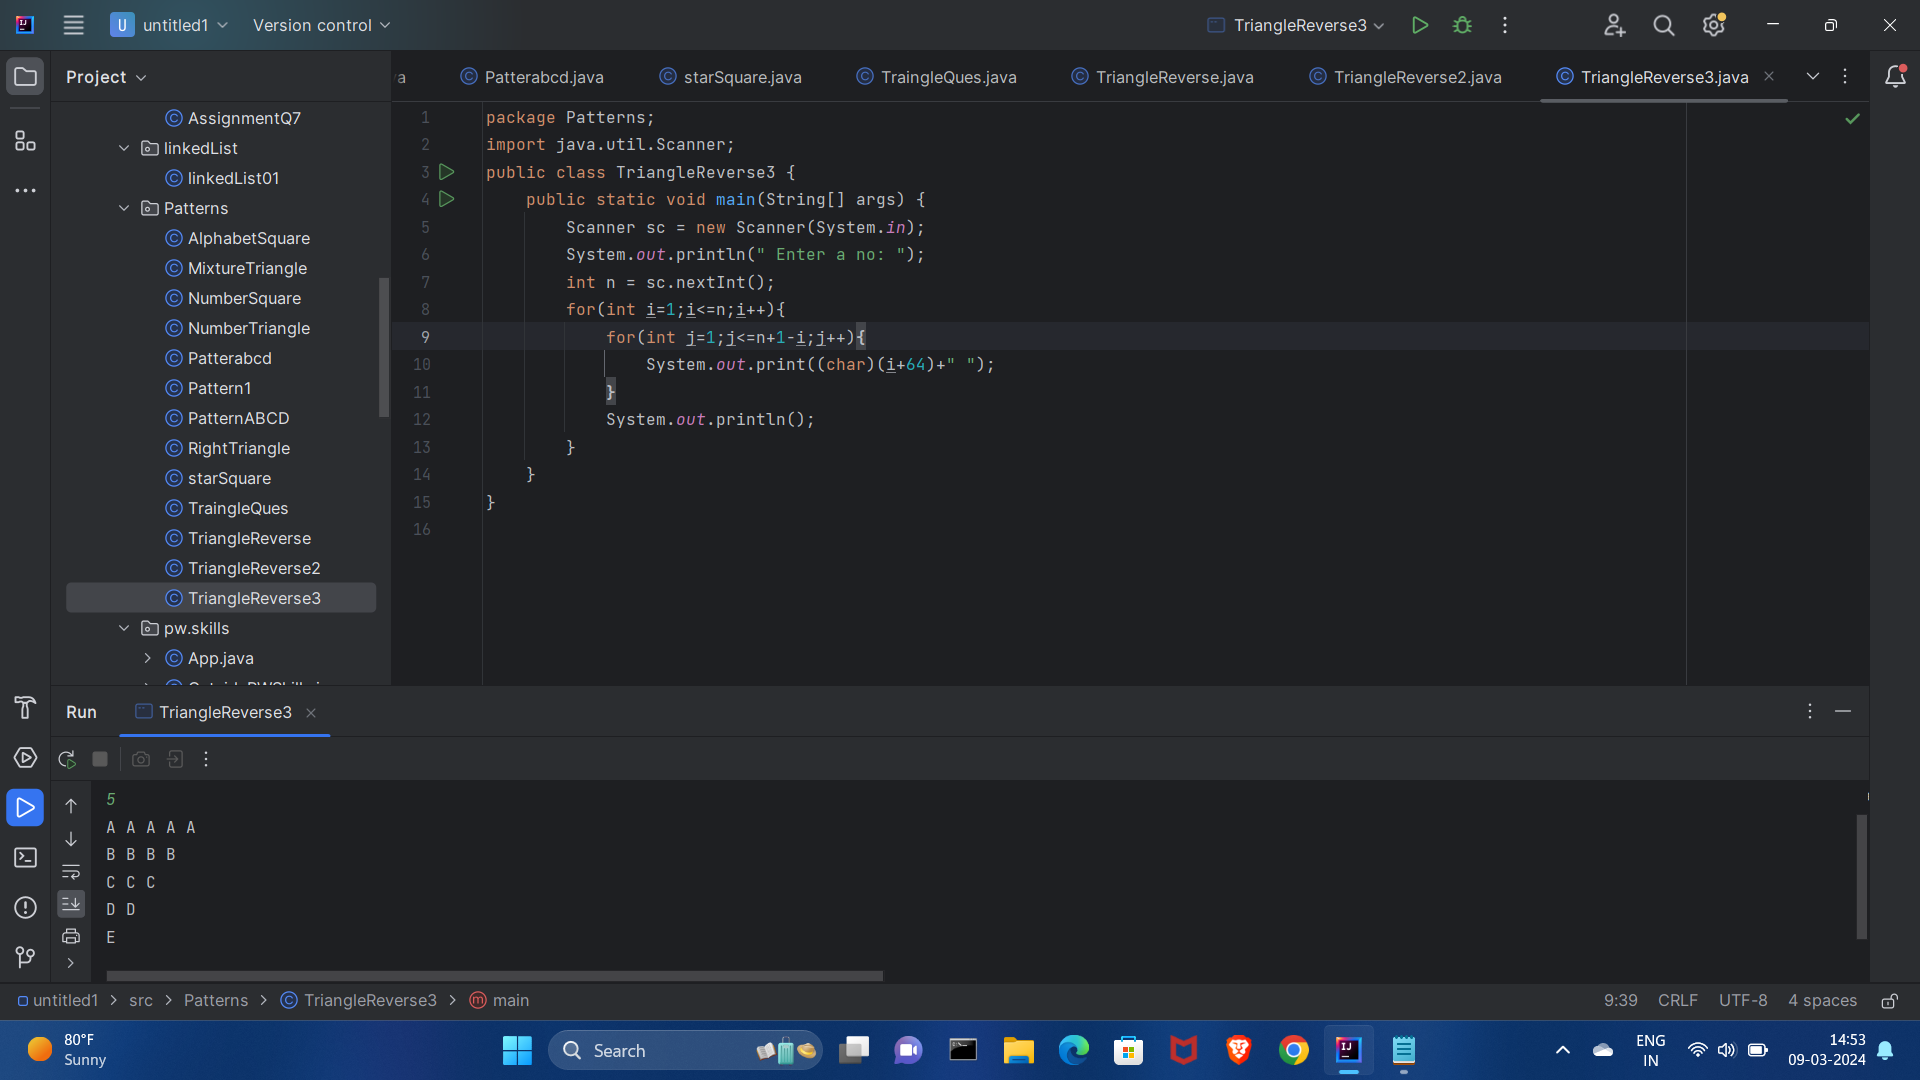 U untitled1 Version control TriangleReverse3
Project
va Patterabcd.java starSquare.java TraingleQues.java TriangleReverse.java TriangleReverse2.java TriangleReverse3.java
AssignmentQ7
linkedList
linkedList01
Patterns
AlphabetSquare
MixtureTriangle
NumberSquare
NumberTriangle
Patterabcd
Pattern1
PatternABCD
RightTriangle
starSquare
TraingleQues
TriangleReverse
TriangleReverse2
TriangleReverse3
pw.skills
App.java
1 package Patterns;
2 import java.util.Scanner;
3 public class TriangleReverse3 {
4 public static void main(String[] args) {
5 Scanner sc = new Scanner(System.in);
6 System.out.println(" Enter a no: ");
7 int n = sc.nextInt();
8 for(int i=1;i<=n;i++){
9 for(int j=1;j<=n+1-i;j++){
10 System.out.print((char)(i+64)+" ");
11 }
12 System.out.println();
13 }
14 }
15 }
16
Run TriangleReverse3
5
A A A A A
B B B B
C C C
D D
E
untitled1 > src > Patterns > TriangleReverse3 > main
9:39 CRLF UTF-8 4 spaces
80°F
Sunny
Search
ENG
IN
14:53
09-03-2024